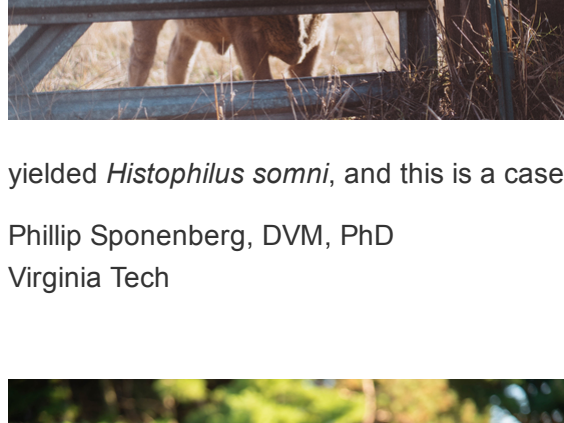 yielded Histophilus somni, and this is a case
Phillip Sponenberg, DVM, PhD
Virginia Tech